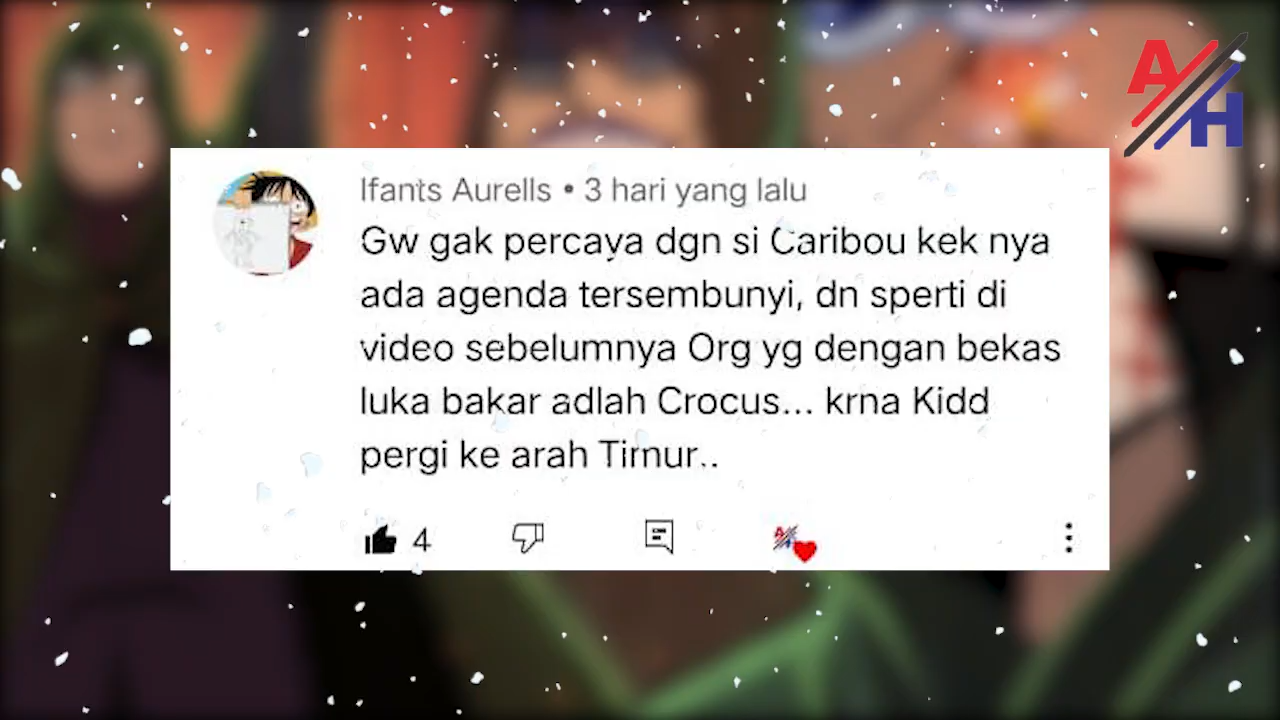 A/H
Ifants Aurells • 3 hari yang lalu
Gw gak percaya dgn si Caribou kek nya
ada agenda tersembunyi, dn sperti di
video sebelumnya Org yg dengan bekas
luka bakar adlah Crocus... krna Kidd
pergi ke arah Timur..
4